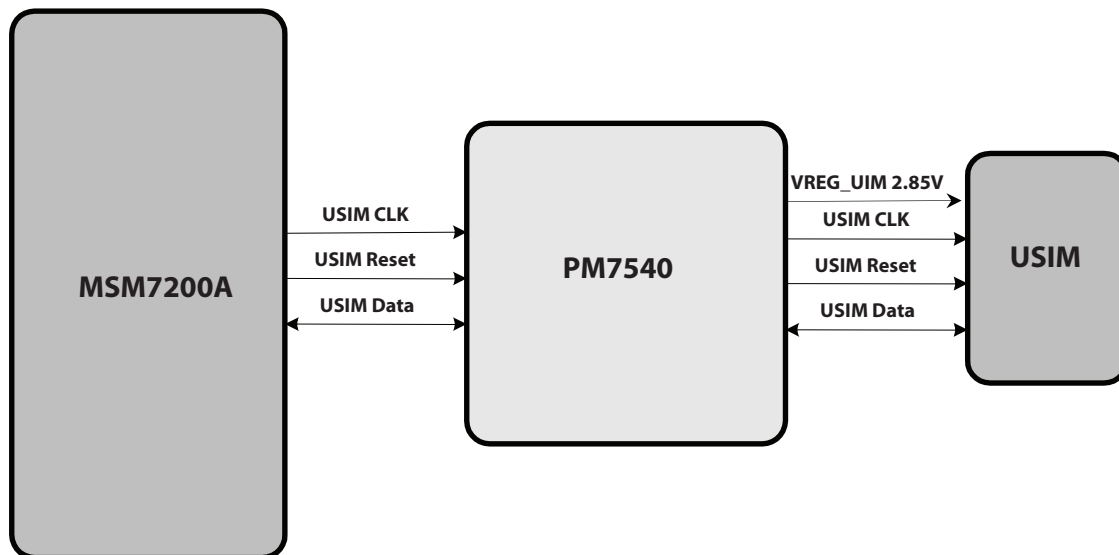 MSM7200A
USIM CLK
USIM Reset
USIM Data
PM7540
VREG_UIM 2.85V
USIM CLK
USIM Reset
USIM Data
USIM